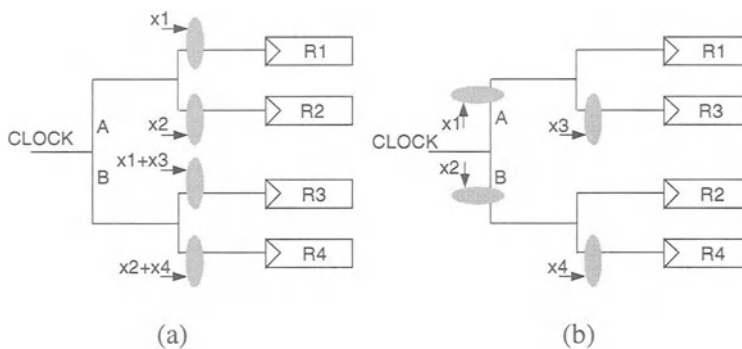 x1
R1
x2
R2
A
CLOCK
x1+x3
B
R3
x2+x4
R4
(a)
R1
x1
A
x3
R3
CLOCK
x2
B
R2
x4
R4
(b)